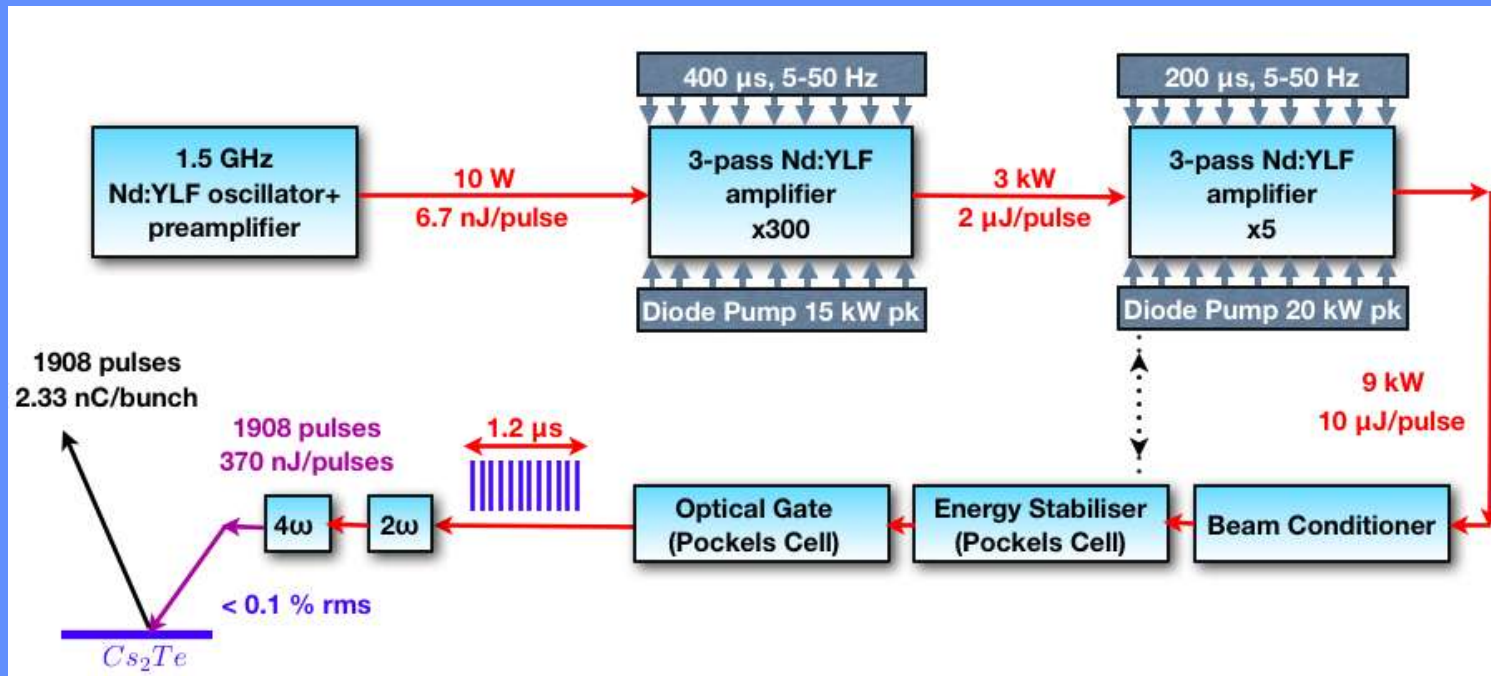 400 µs, 5-50 Hz
200 µs, 5-50 Hz
1.5 GHz
Nd:YLF oscillator+
preamplifier
10 W
6.7 nJ/pulse
3-pass Nd:YLF
amplifier
x300
3 kW
2 µJ/pulse
3-pass Nd:YLF
amplifier
x5
Diode Pump 15 kW pk
Diode Pump 20 kW pk
9 kW
10 µJ/pulse
1908 pulses
2.33 nC/bunch
1908 pulses
370 nJ/pulses
1.2 µs
4ω
2ω
Optical Gate
(Pockels Cell)
Energy Stabiliser
(Pockels Cell)
Beam Conditioner
< 0.1 % rms
Cs₂Te